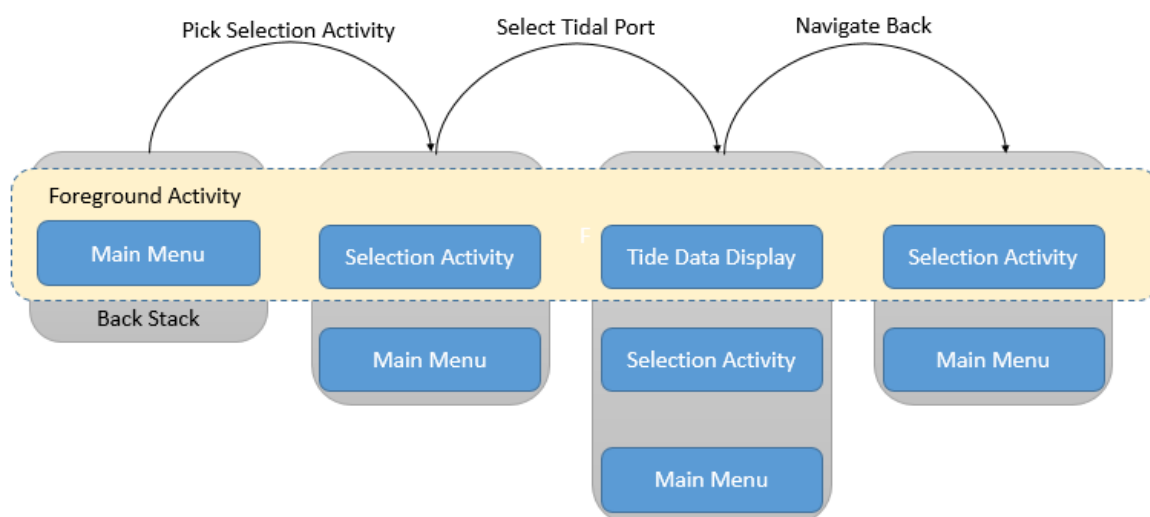 Pick Selection Activity
Select Tidal Port
Navigate Back
Foreground Activity
Main Menu
Selection Activity
F
Tide Data Display
Selection Activity
Back Stack
Main Menu
Selection Activity
Main Menu
Main Menu